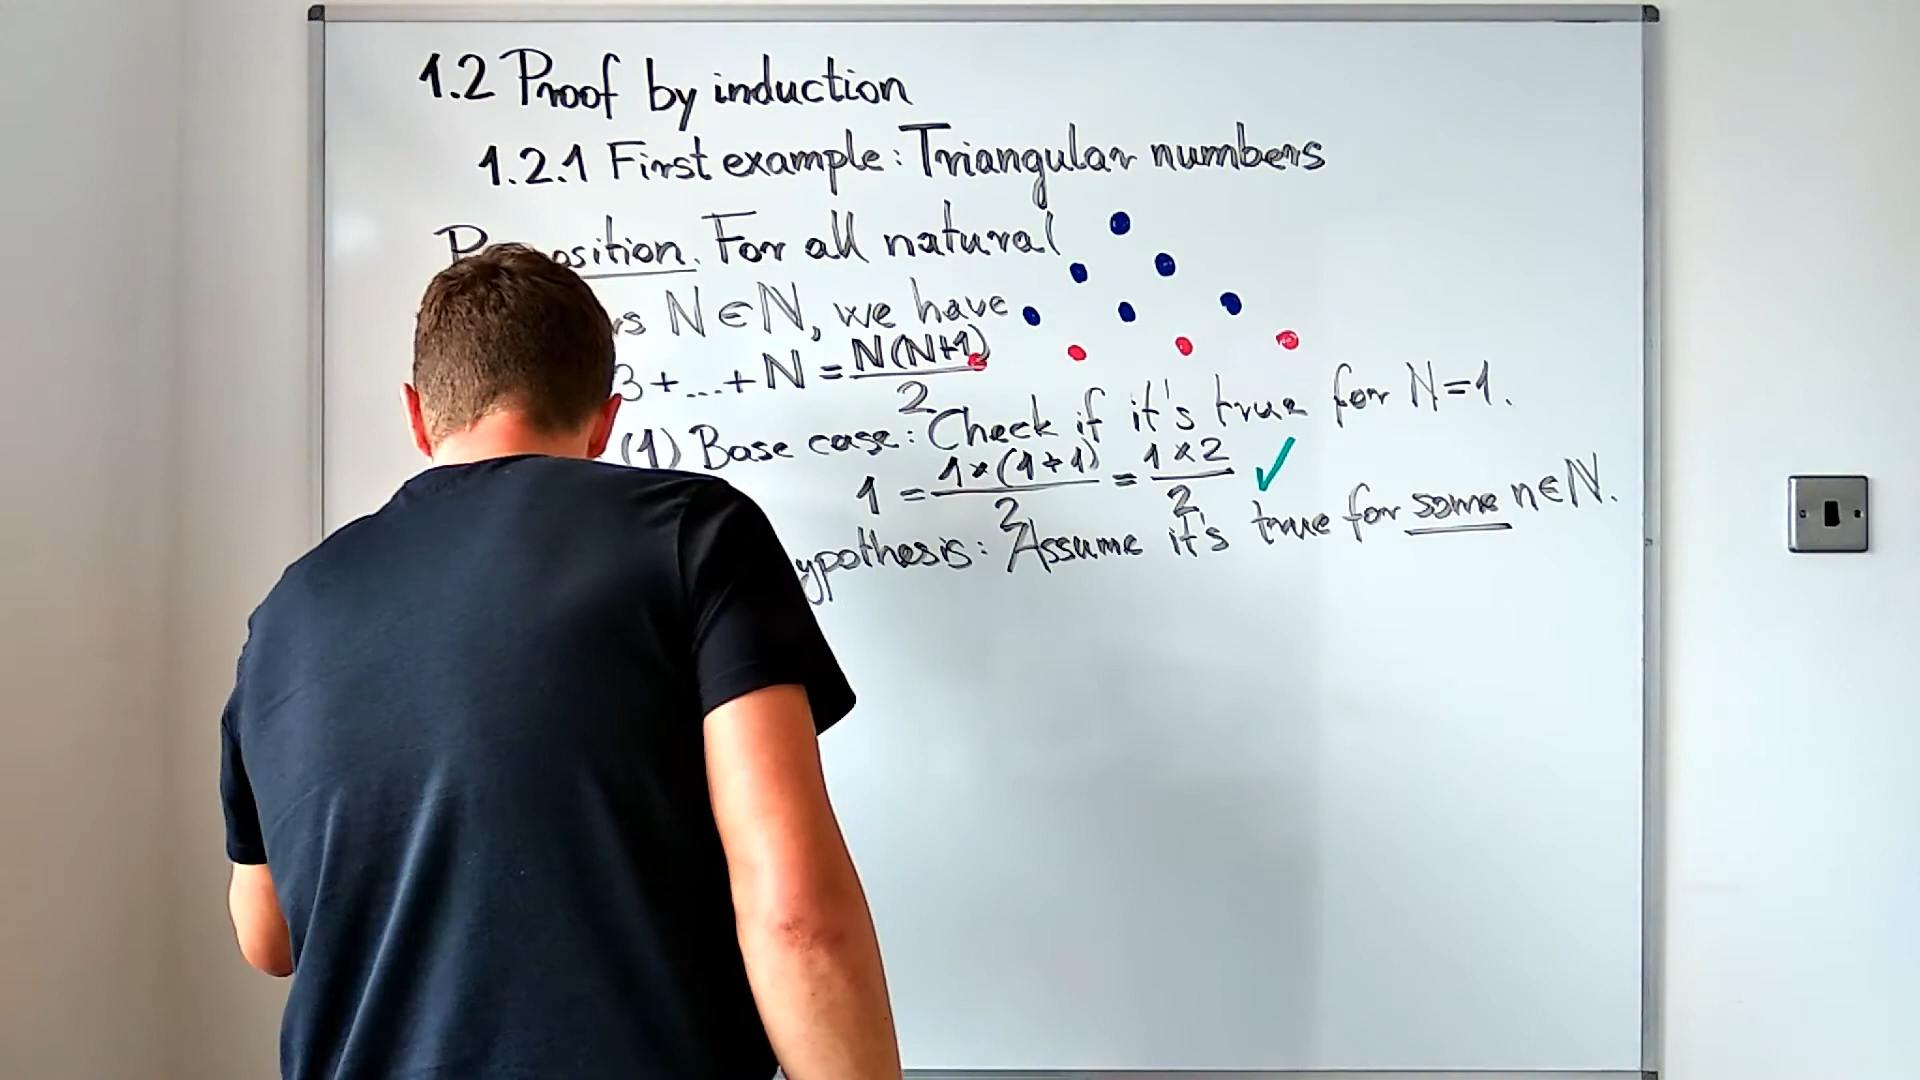 1.2 Proof by induction
1.2.1 First example: Triangular numbers
For all natural
N∈ℕ, we have
3+...+N = N(N+1)/2
(1) Base case: Check if it's true for N=1.
1 = 1×(1+1)/2 = 1×2/2 ✓
Assume it's true for some n∈ℕ.